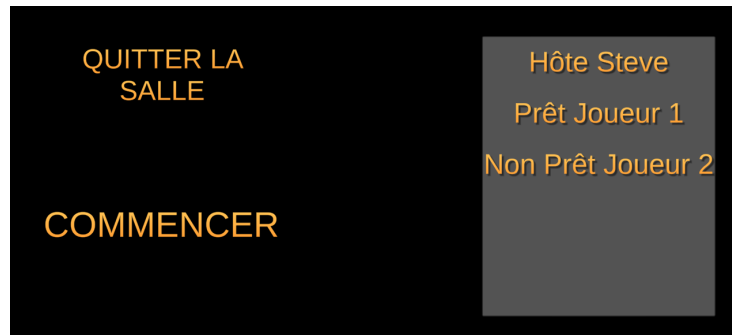 QUITTER LA
SALLE
COMMENCER
Hôte Steve
Prêt Joueur 1
Non Prêt Joueur 2